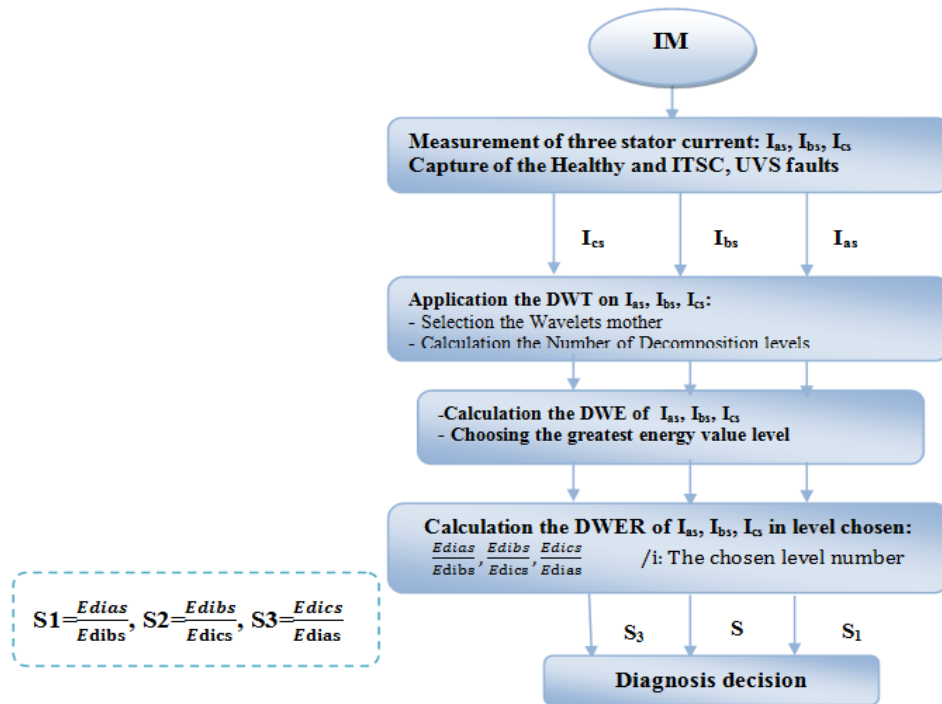 IM
Measurement of three stator current: Ias, Ibs, Ics
Capture of the Healthy and ITSC, UVS faults
Ics Ibs Ias
Application the DWT on Ias, Ibs, Ics:
- Selection the Wavelets mother
- Calculation the Number of Decomposition levels
-Calculation the DWE of Ias, Ibs, Ics
- Choosing the greatest energy value level
Calculation the DWER of Ias, Ibs, Ics in level chosen:
Edias/Edibs, Edibs/Edics, Edics/Edias /i: The chosen level number
S1=Edias/Edibs, S2=Edibs/Edics, S3=Edics/Edias
S3 S S1
Diagnosis decision